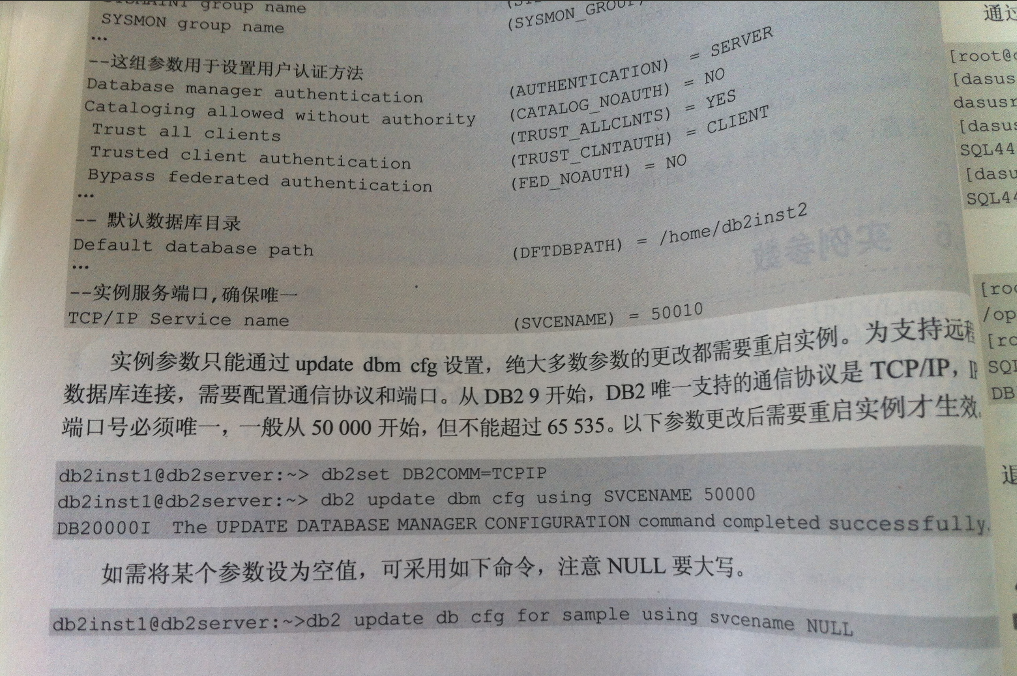 SYSMAINT group name
SYSMON group name (SYSMON_GROUP)
...
--这组参数用于设置用户认证方法
Database manager authentication (AUTHENTICATION) = SERVER
Cataloging allowed without authority (CATALOG_NOAUTH) = NO
Trust all clients (TRUST_ALLCLNTS) = YES
Trusted client authentication (TRUST_CLNTAUTH) = CLIENT
Bypass federated authentication (FED_NOAUTH) = NO
...
-- 默认数据库目录
Default database path (DFTDBPATH) = /home/db2inst2
...
--实例服务端口,确保唯一
TCP/IP Service name (SVCENAME) = 50010
实例参数只能通过 update dbm cfg 设置，绝大多数参数的更改都需要重启实例。为支持远程
数据库连接，需要配置通信协议和端口。从 DB2 9 开始，DB2 唯一支持的通信协议是 TCP/IP，
端口号必须唯一，一般从 50 000 开始，但不能超过 65 535。以下参数更改后需要重启实例才生效
db2inst1@db2server:~> db2set DB2COMM=TCPIP
db2inst1@db2server:~> db2 update dbm cfg using SVCENAME 50000
DB20000I The UPDATE DATABASE MANAGER CONFIGURATION command completed successfully.
如需将某个参数设为空值，可采用如下命令，注意 NULL 要大写。
db2inst1@db2server:~>db2 update db cfg for sample using svcename NULL
通过
[root@
[dasus
dasusr
[dasus
SQL44
[dasu
SQL44
[roo
/op
[ro
SQL
DB
退